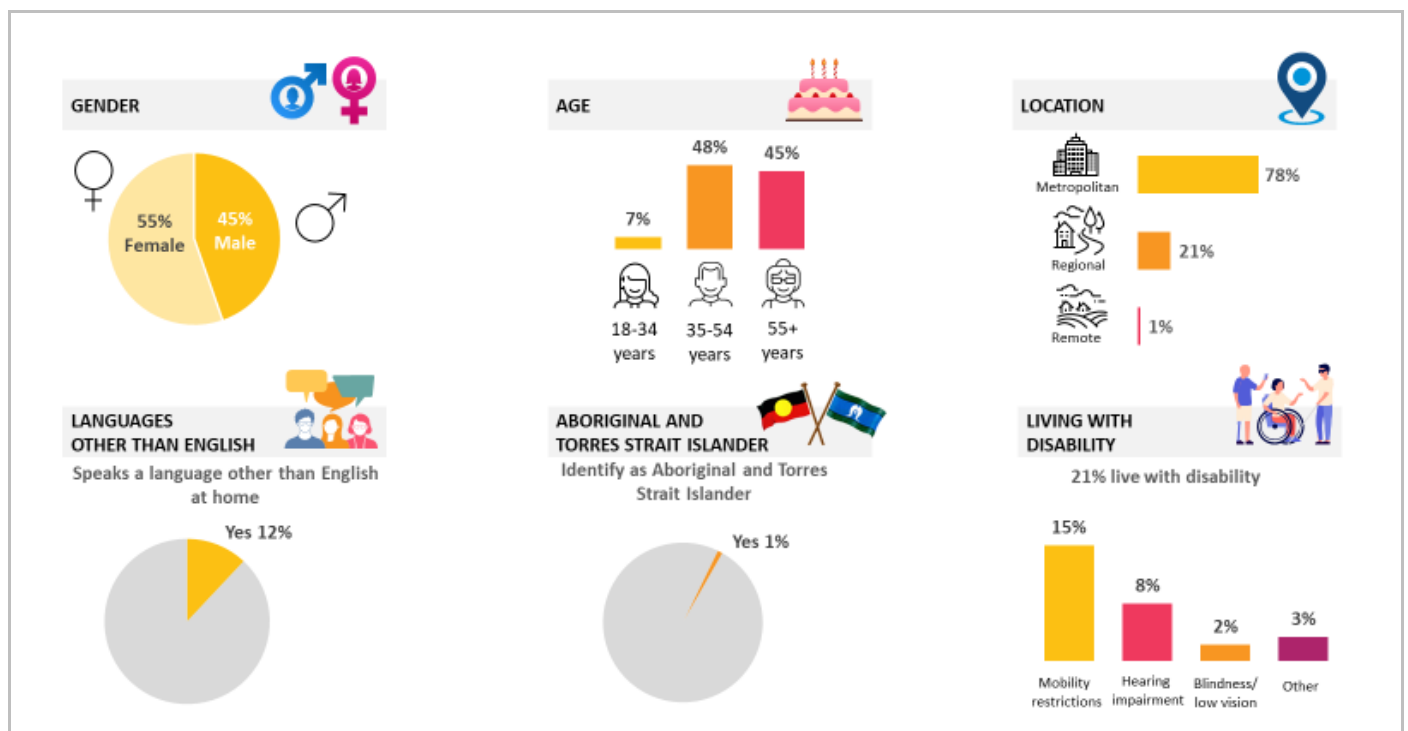 GENDER
55%
Female
45%
Male
AGE
7%
48%
45%
18-34
years
35-54
years
55+
years
LOCATION
Metropolitan
78%
Regional
21%
Remote
1%
LANGUAGES
OTHER THAN ENGLISH
Speaks a language other than English
at home
Yes 12%
ABORIGINAL AND
TORRES STRAIT ISLANDER
Identify as Aboriginal and Torres
Strait Islander
Yes 1%
LIVING WITH
DISABILITY
21% live with disability
15%
8%
2%
3%
Mobility
restrictions
Hearing
impairment
Blindness/
low vision
Other